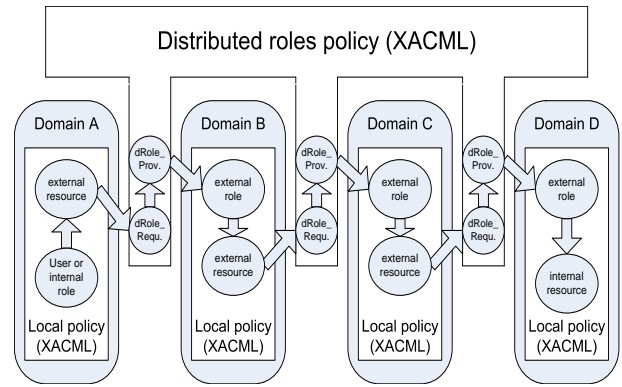 Distributed roles policy (XACML)
Domain A
external
resource
User or
internal
role
Local policy
(XACML)
dRole_
Prov.
dRole_
Requ.
Domain B
external
role
external
resource
Local policy
(XACML)
dRole_
Prov.
dRole_
Requ.
Domain C
external
role
external
resource
Local policy
(XACML)
dRole_
Prov.
dRole_
Requ.
Domain D
external
role
internal
resource
Local policy
(XACML)